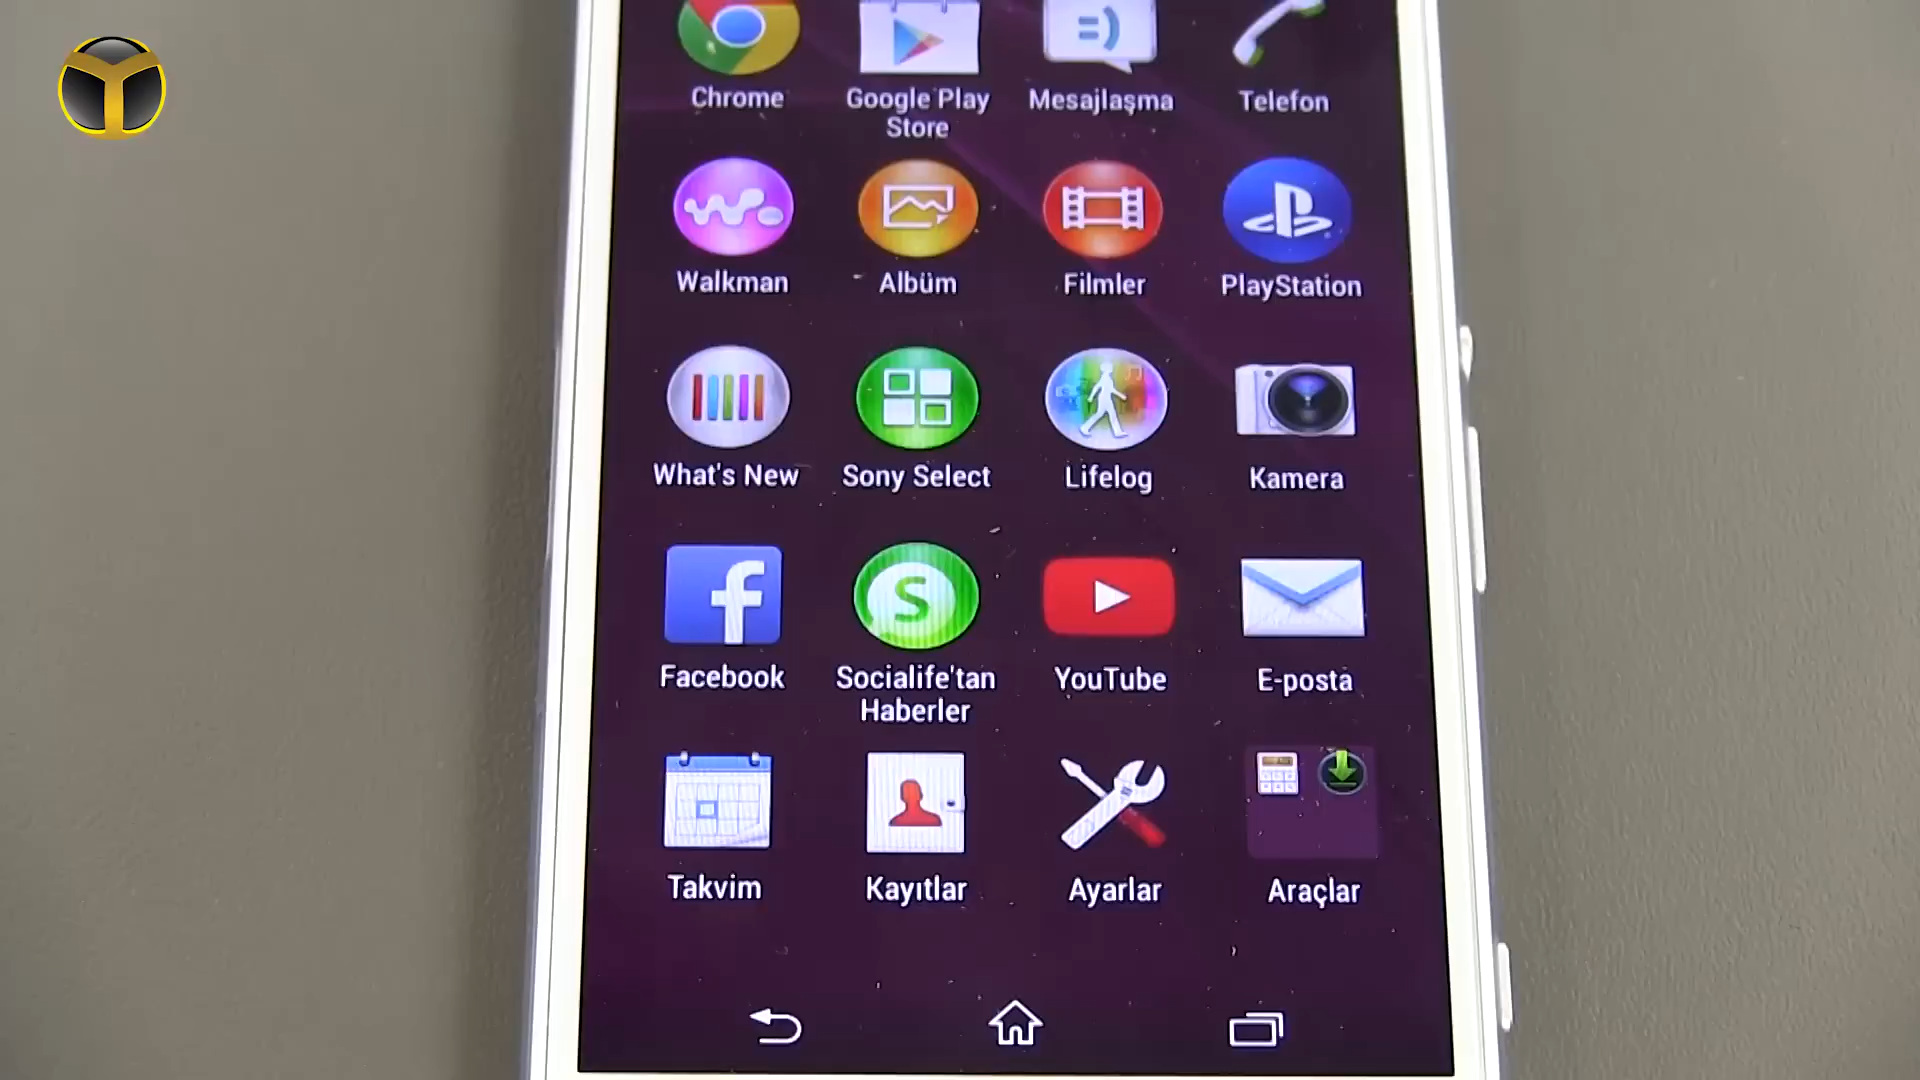 Chrome
Google Play
Store
Mesajlaşma
Telefon
Walkman
Albüm
Filmler
PlayStation
What's New
Sony Select
Lifelog
Kamera
Facebook
Socialife'tan
Haberler
YouTube
E-posta
Takvim
Kayıtlar
Ayarlar
Araçlar